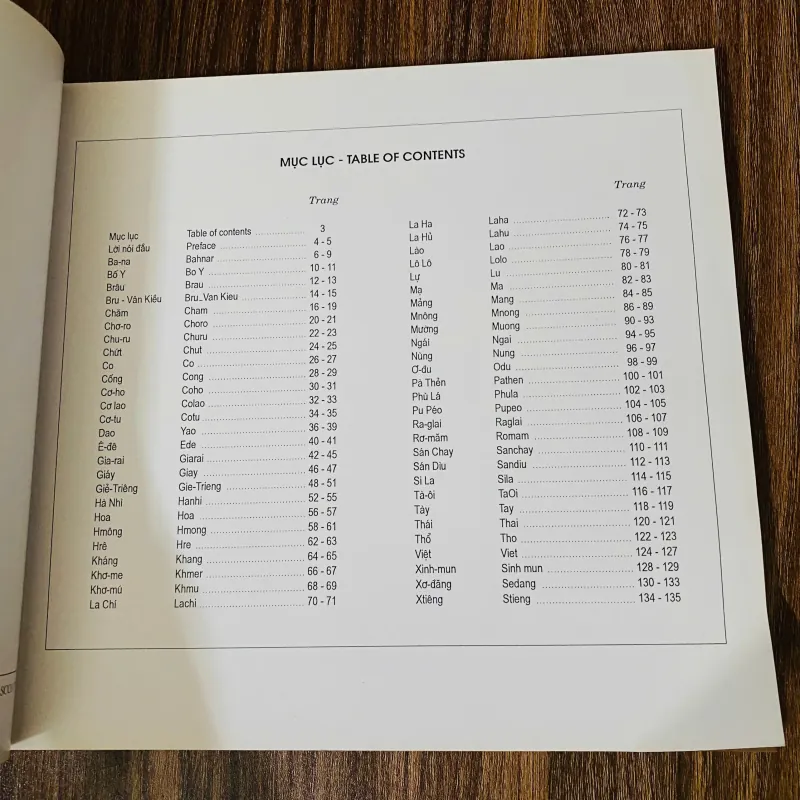 MỤC LỤC - TABLE OF CONTENTS
Trang
Mục lục Table of contents 3
Lời nói đầu Preface 4 - 5
Ba-na Bahnar 6 - 9
Bố Y Bo Y 10 - 11
Brâu Brau 12 - 13
Bru - Vân Kiều Bru_Van Kieu 14 - 15
Chăm Cham 16 - 19
Chơ-ro Choro 20 - 21
Chu-ru Churu 22 - 23
Chứt Chut 24 - 25
Co Co 26 - 27
Cống Cong 28 - 29
Cơ-ho Coho 30 - 31
Cơ lao Colao 32 - 33
Cơ-tu Cotu 34 - 35
Dao Yao 36 - 39
Ê-đê Ede 40 - 41
Gia-rai Giarai 42 - 45
Giáy Giay 46 - 47
Giẻ-Triêng Gie-Trieng 48 - 51
Hà Nhì Hanhi 52 - 55
Hoa Hoa 56 - 57
Hmông Hmong 58 - 61
Hrê Hre 62 - 63
Kháng Khang 64 - 65
Khơ-me Khmer 66 - 67
Khơ-mú Khmu 68 - 69
La Chí Lachi 70 - 71
Trang
La Ha Laha 72 - 73
La Hủ Lahu 74 - 75
Lào Lao 76 - 77
Lô Lô Lolo 78 - 79
Lự Lu 80 - 81
Mạ Ma 82 - 83
Mảng Mang 84 - 85
Mnông Mnong 86 - 89
Mường Muong 90 - 93
Ngái Ngai 94 - 95
Nùng Nung 96 - 97
Ơ-đu Odu 98 - 99
Pà Thẻn Pathen 100 - 101
Phù Lá Phula 102 - 103
Pu Péo Pupeo 104 - 105
Ra-glai Raglai 106 - 107
Rơ-măm Romam 108 - 109
Sán Chay Sanchay 110 - 111
Sán Dìu Sandiu 112 - 113
Si La Sila 114 - 115
Tà-ôi TaOi 116 - 117
Tày Tay 118 - 119
Thái Thai 120 - 121
Thổ Tho 122 - 123
Việt Viet 124 - 127
Xinh-mun Sinh mun 128 - 129
Xơ-đăng Sedang 130 - 133
Xtiêng Stieng 134 - 135